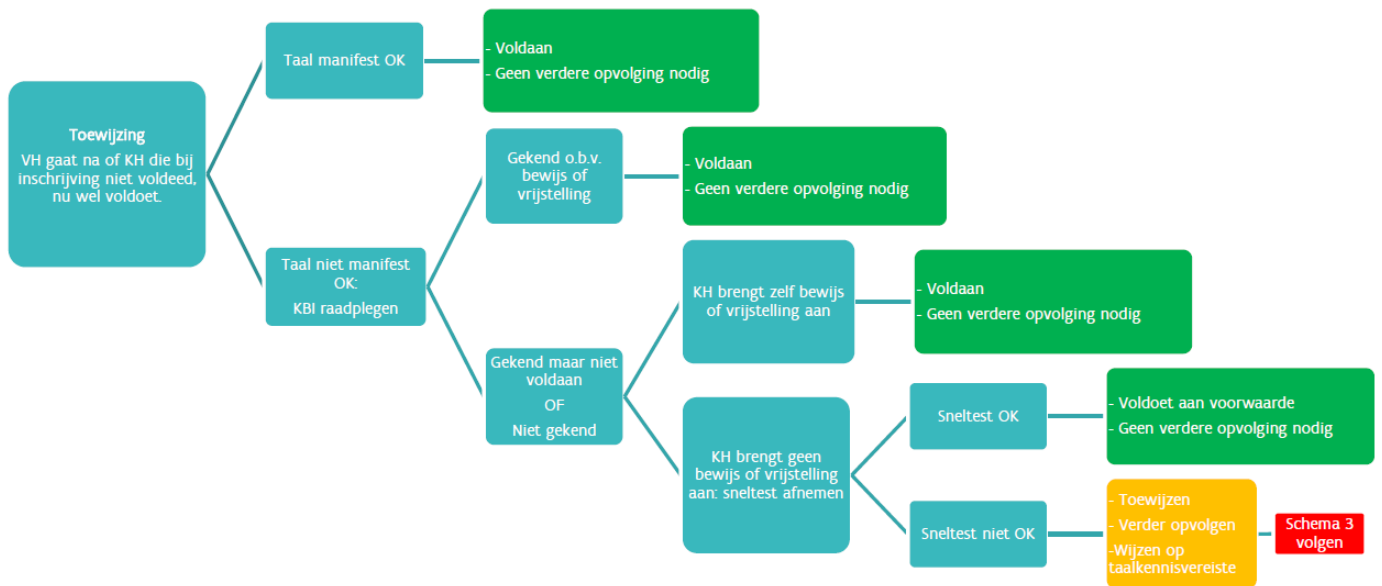 Toewijzing
VH gaat na of KH die bij
inschrijving niet voldeed,
nu wel voldoet.
Taal manifest OK
- Voldaan
- Geen verdere opvolging nodig
Taal niet manifest
OK:
KBI raadplegen
Gekend o.b.v.
bewijs of
vrijstelling
- Voldaan
- Geen verdere opvolging nodig
Gekend maar niet
voldaan
OF
Niet gekend
KH brengt zelf bewijs
of vrijstelling aan
- Voldaan
- Geen verdere opvolging nodig
KH brengt geen
bewijs of vrijstelling
aan: sneltest afnemen
Sneltest OK
- Voldoet aan voorwaarde
- Geen verdere opvolging nodig
Sneltest niet OK
- Toewijzen
- Verder opvolgen
-Wijzen op
taalkennisvereiste
Schema 3
volgen